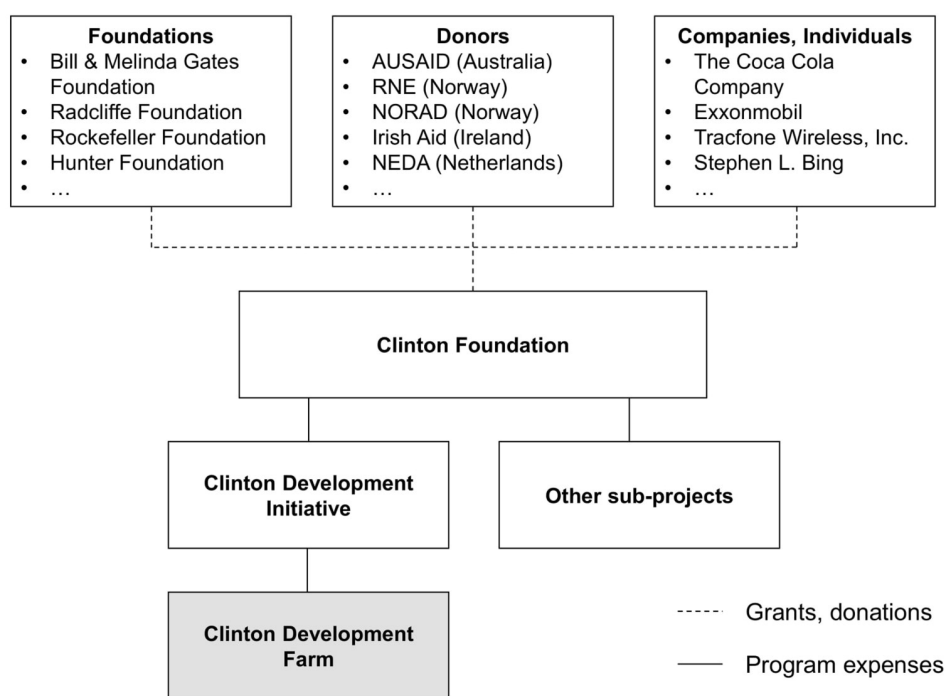 Foundations
• Bill & Melinda Gates
Foundation
• Radcliffe Foundation
• Rockefeller Foundation
• Hunter Foundation
• …
Donors
• AUSAID (Australia)
• RNE (Norway)
• NORAD (Norway)
• Irish Aid (Ireland)
• NEDA (Netherlands)
• …
Companies, Individuals
• The Coca Cola
Company
• Exxonmobil
• Tracfone Wireless, Inc.
• Stephen L. Bing
• …
Clinton Foundation
Clinton Development
Initiative
Other sub-projects
Clinton Development
Farm
Grants, donations
Program expenses